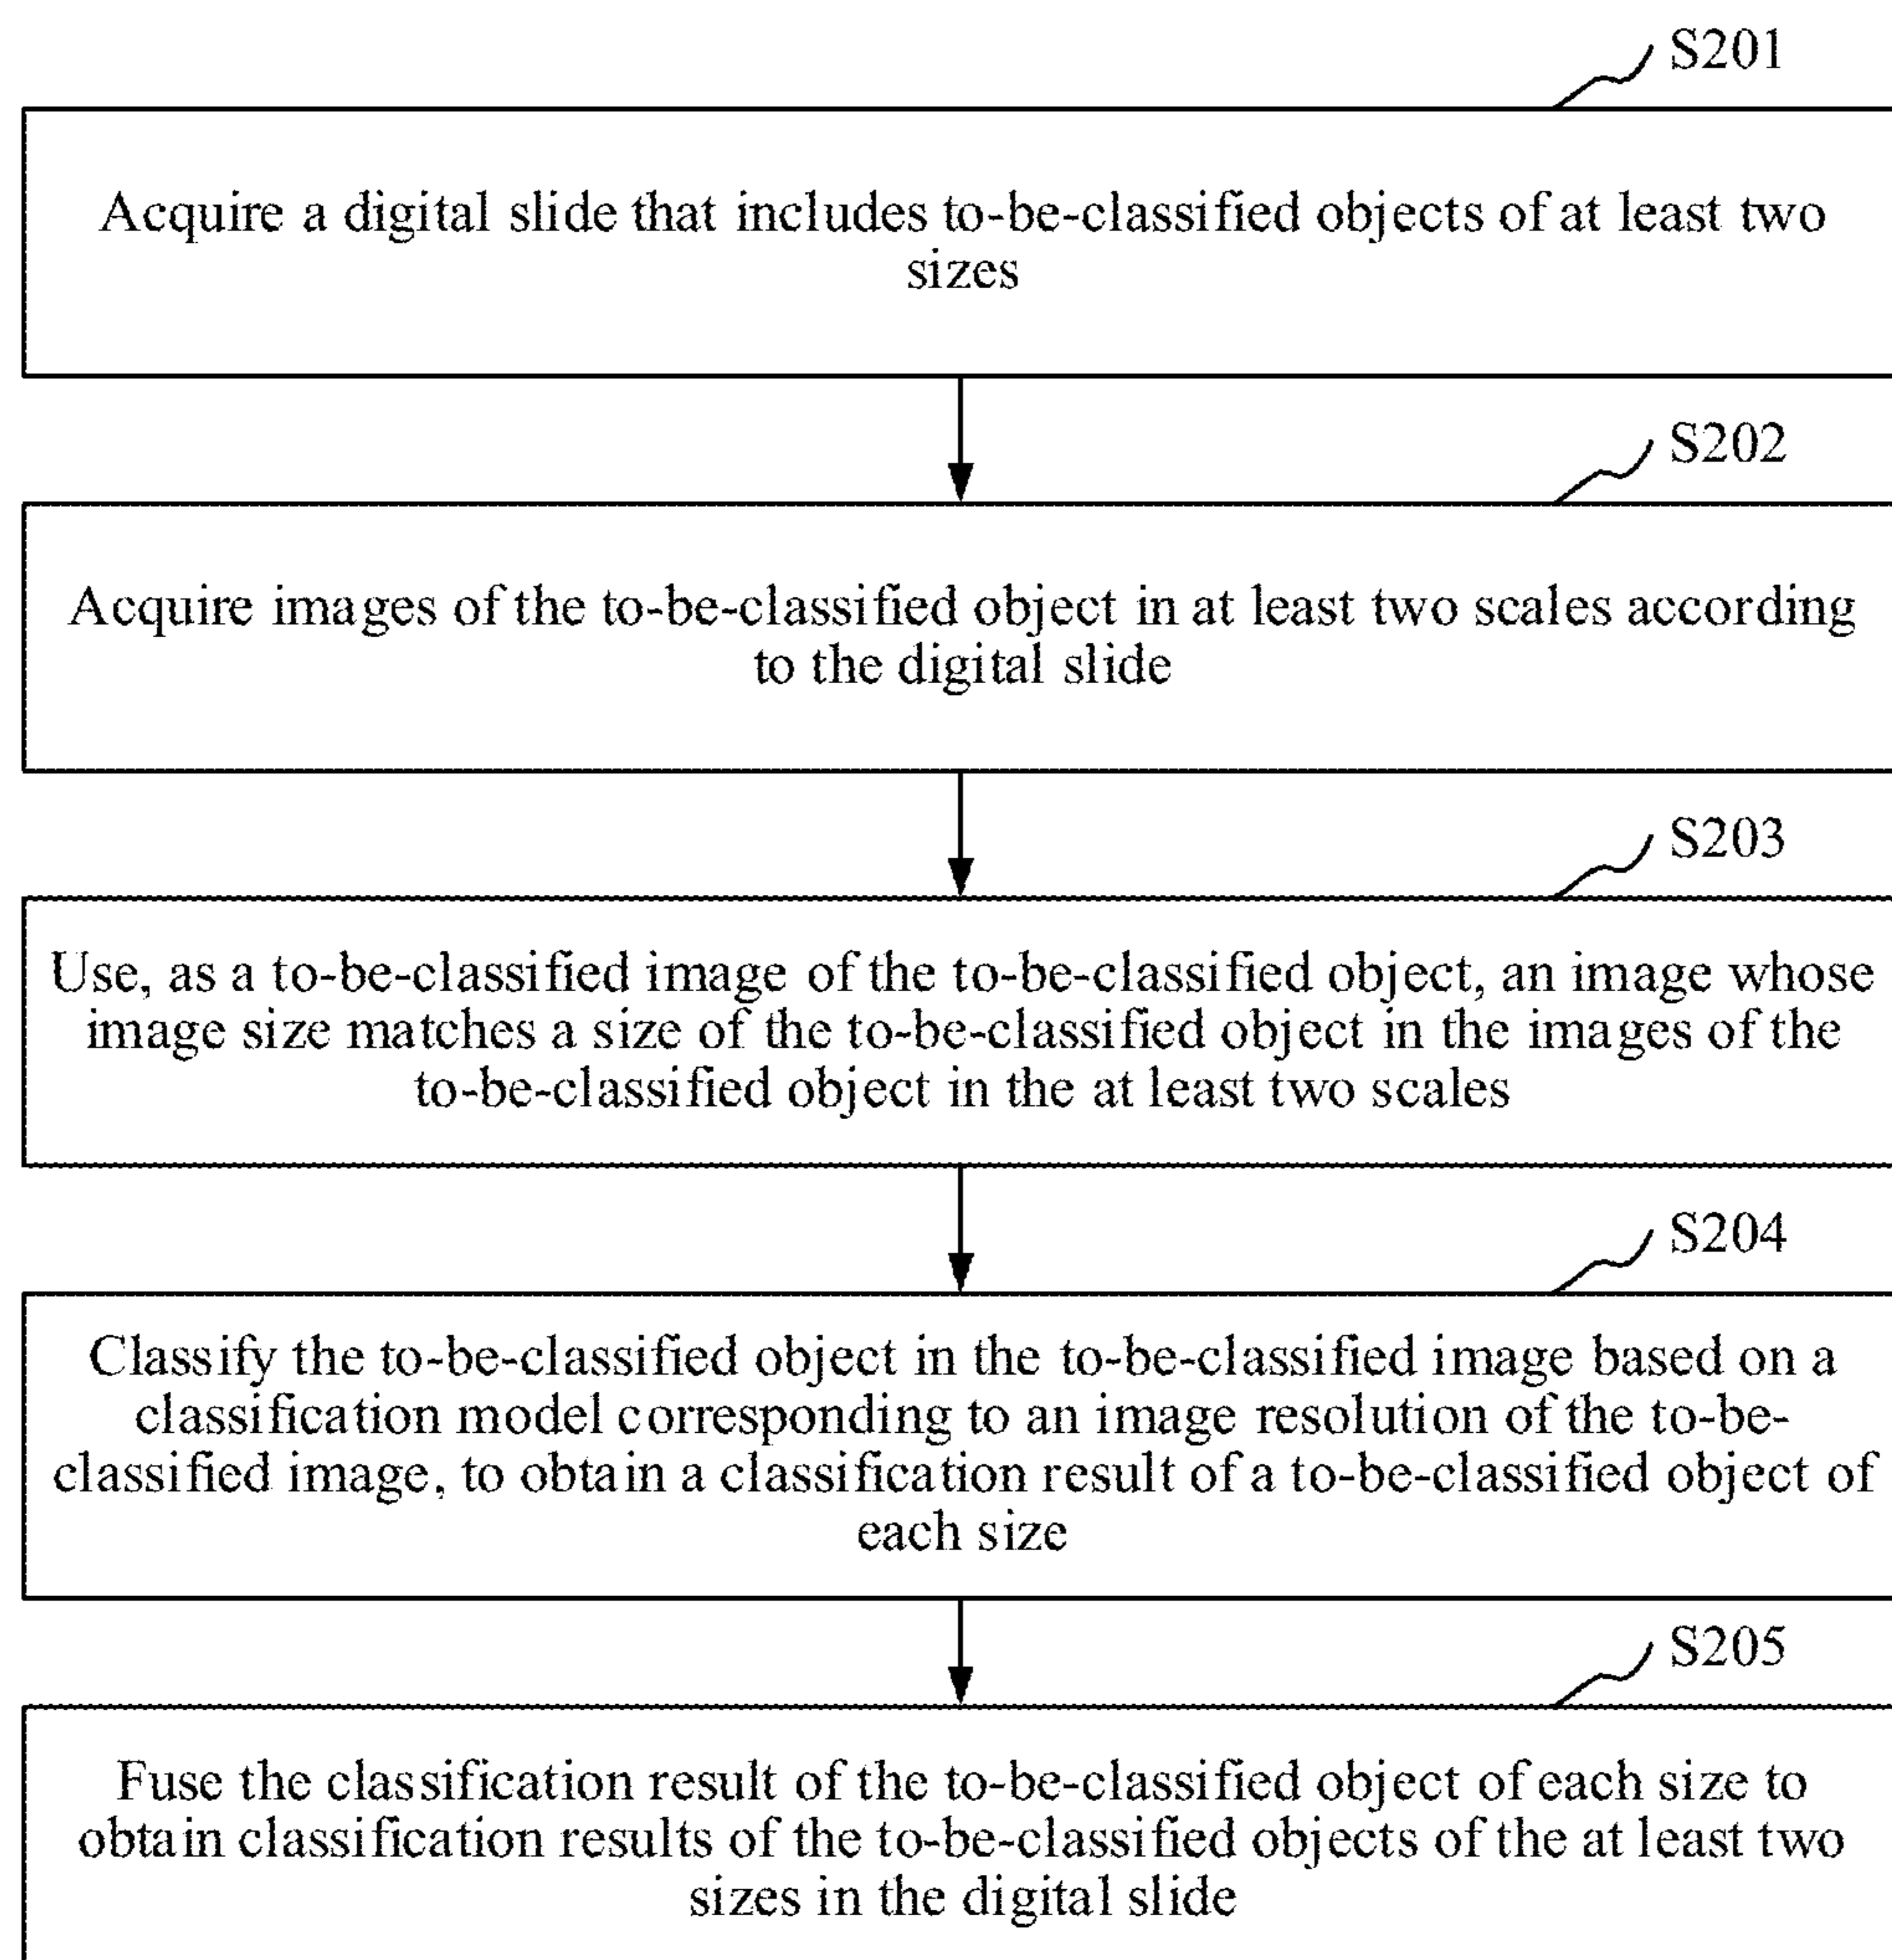 S201
Acquire a digital slide that includes to-be-classified objects of at least two
sizes
S202
Acquire images of the to-be-classified object in at least two scales according
to the digital slide
S203
Use, as a to-be-classified image of the to-be-classified object, an image whose
image size matches a size of the to-be-classified object in the images of the
to-be-classified object in the at least two scales
S204
Classify the to-be-classified object in the to-be-classified image based on a
classification model corresponding to an image resolution of the to-be-
classified image, to obtain a classification result of a to-be-classified object of
each size
S205
Fuse the classification result of the to-be-classified object of each size to
obtain classification results of the to-be-classified objects of the at least two
sizes in the digital slide